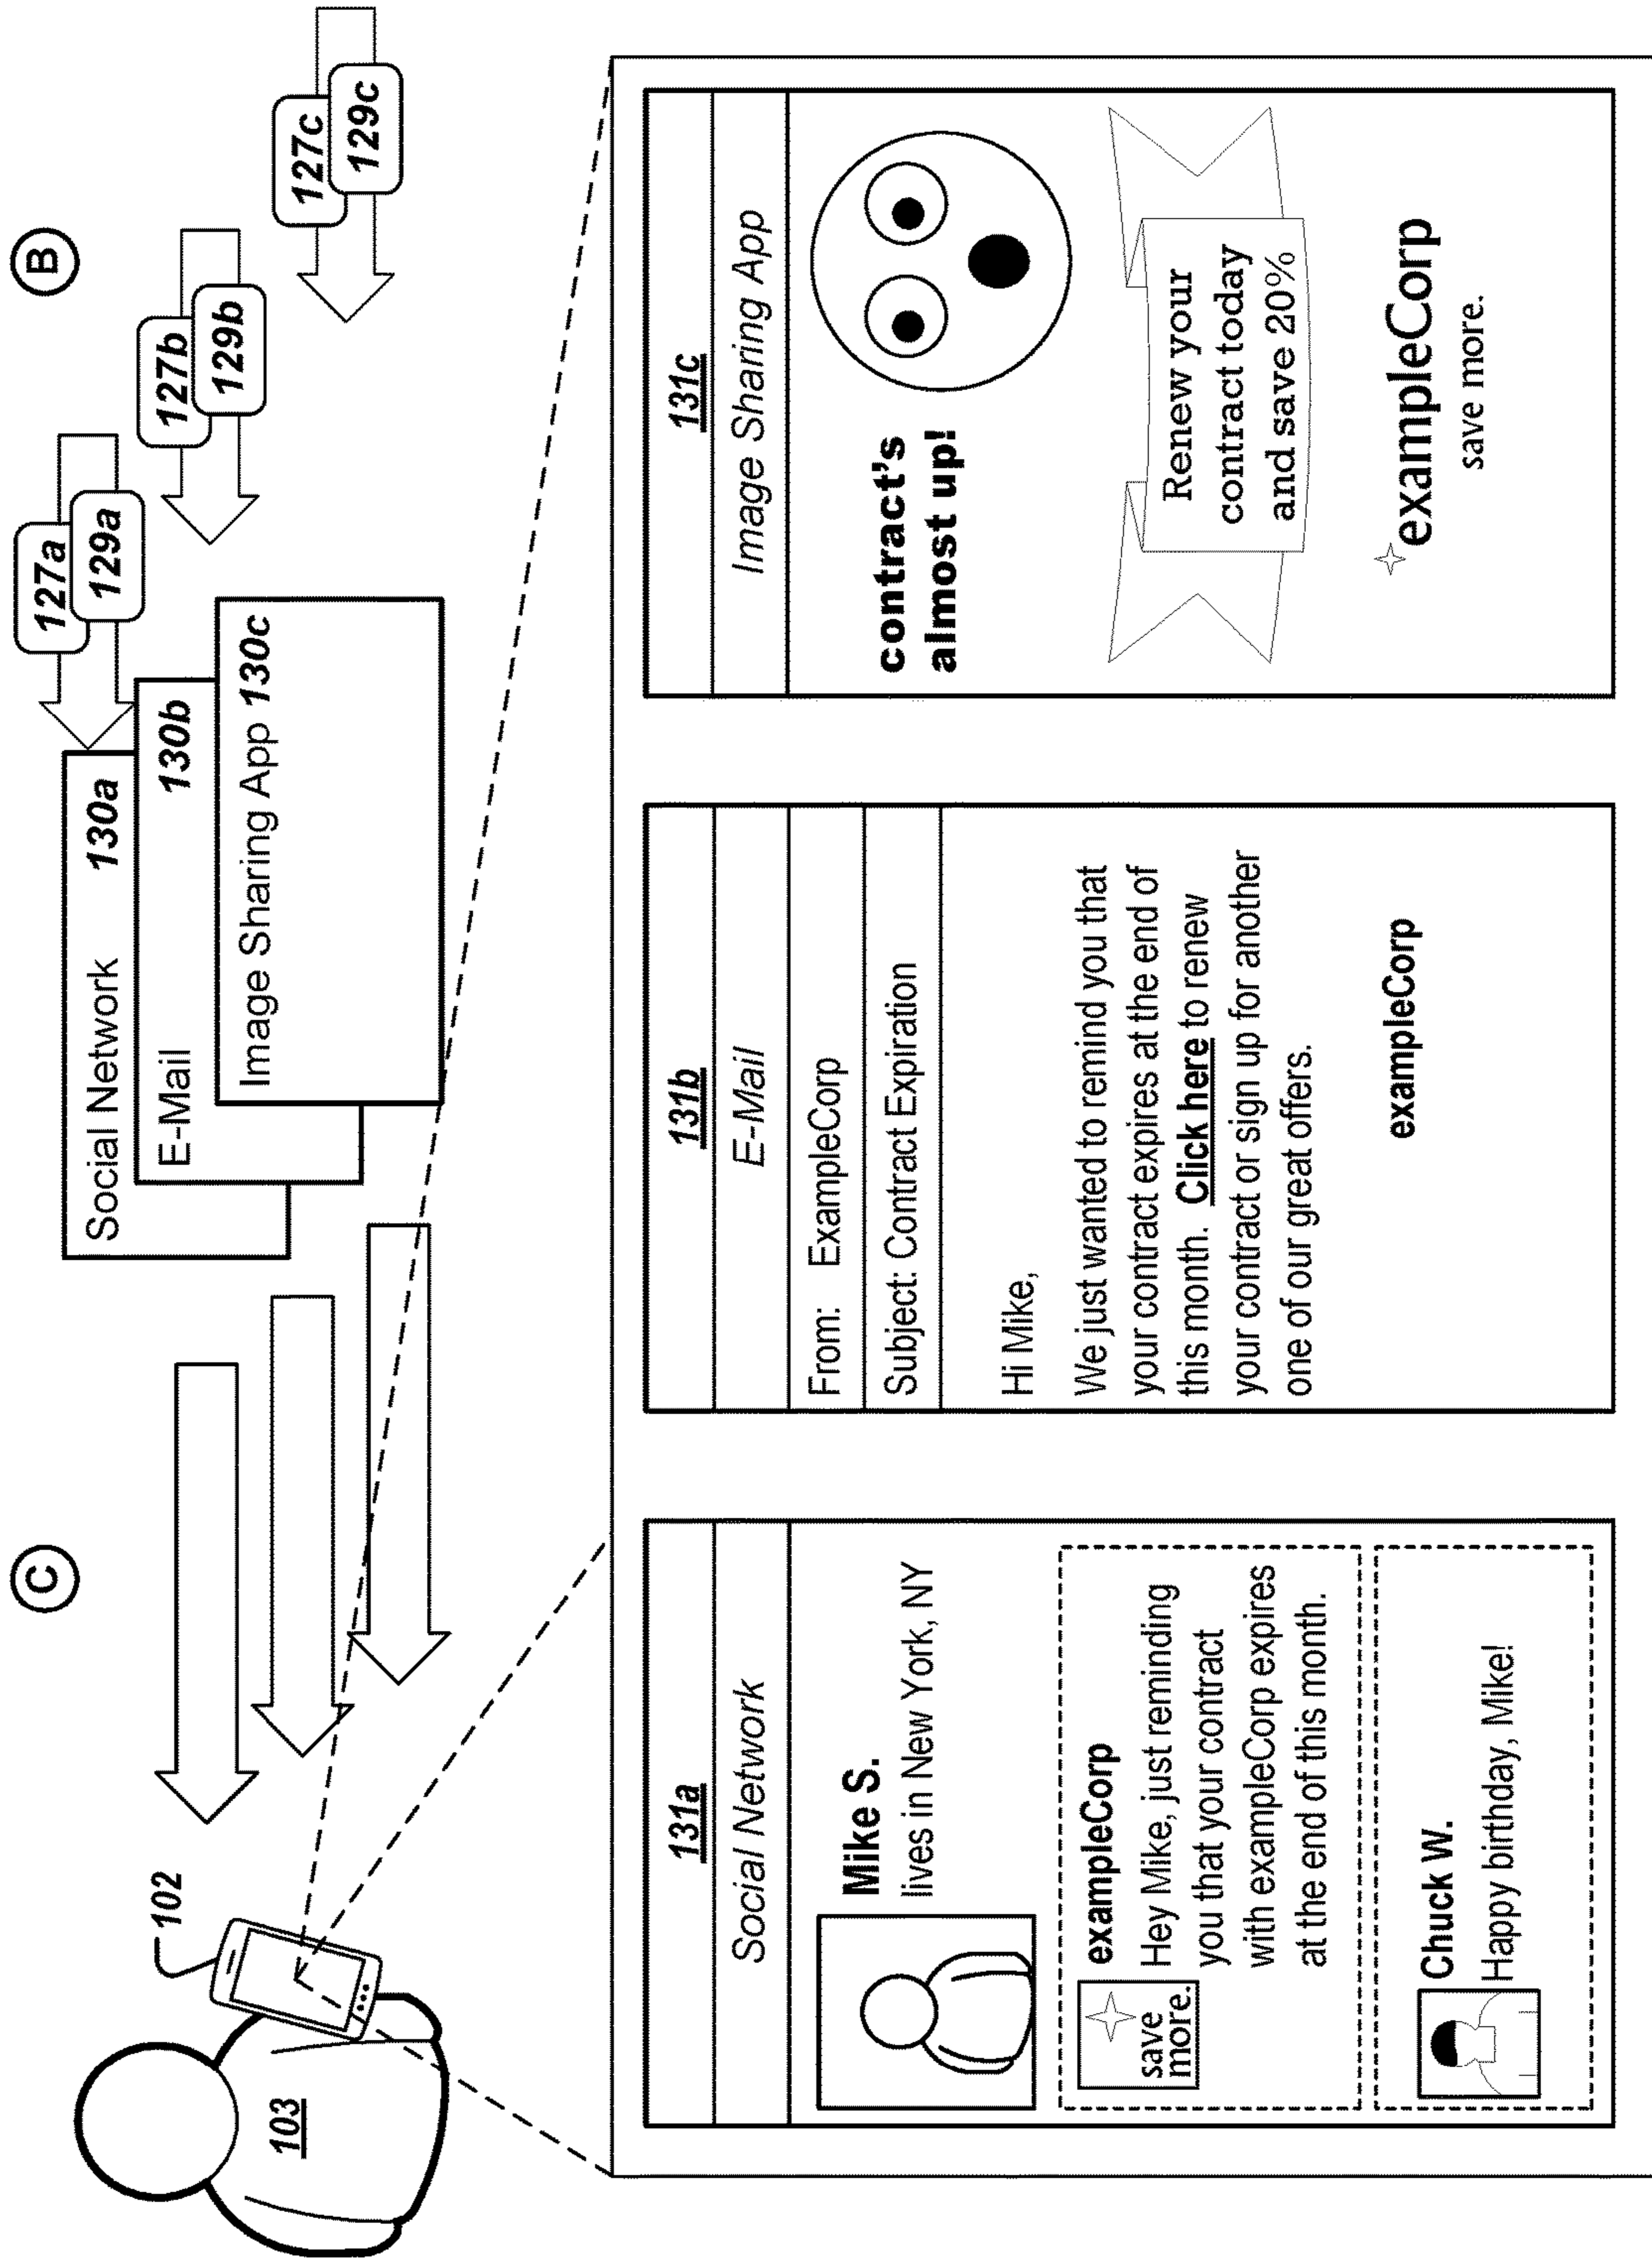 C
B
102
103
127a
129a
127b
129b
127c
129c
Social Network 130a
E-Mail 130b
Image Sharing App 130c
131a
Social Network
Mike S.
lives in New York, NY
save
more.
exampleCorp
Hey Mike, just reminding
you that your contract
with exampleCorp expires
at the end of this month.
Chuck W.
Happy birthday, Mike!
131b
E-Mail
From: ExampleCorp
Subject: Contract Expiration
Hi Mike,
We just wanted to remind you that
your contract expires at the end of
this month. Click here to renew
your contract or sign up for another
one of our great offers.
exampleCorp
131c
Image Sharing App
contract's
almost up!
Renew your
contract today
and save 20%
exampleCorp
save more.